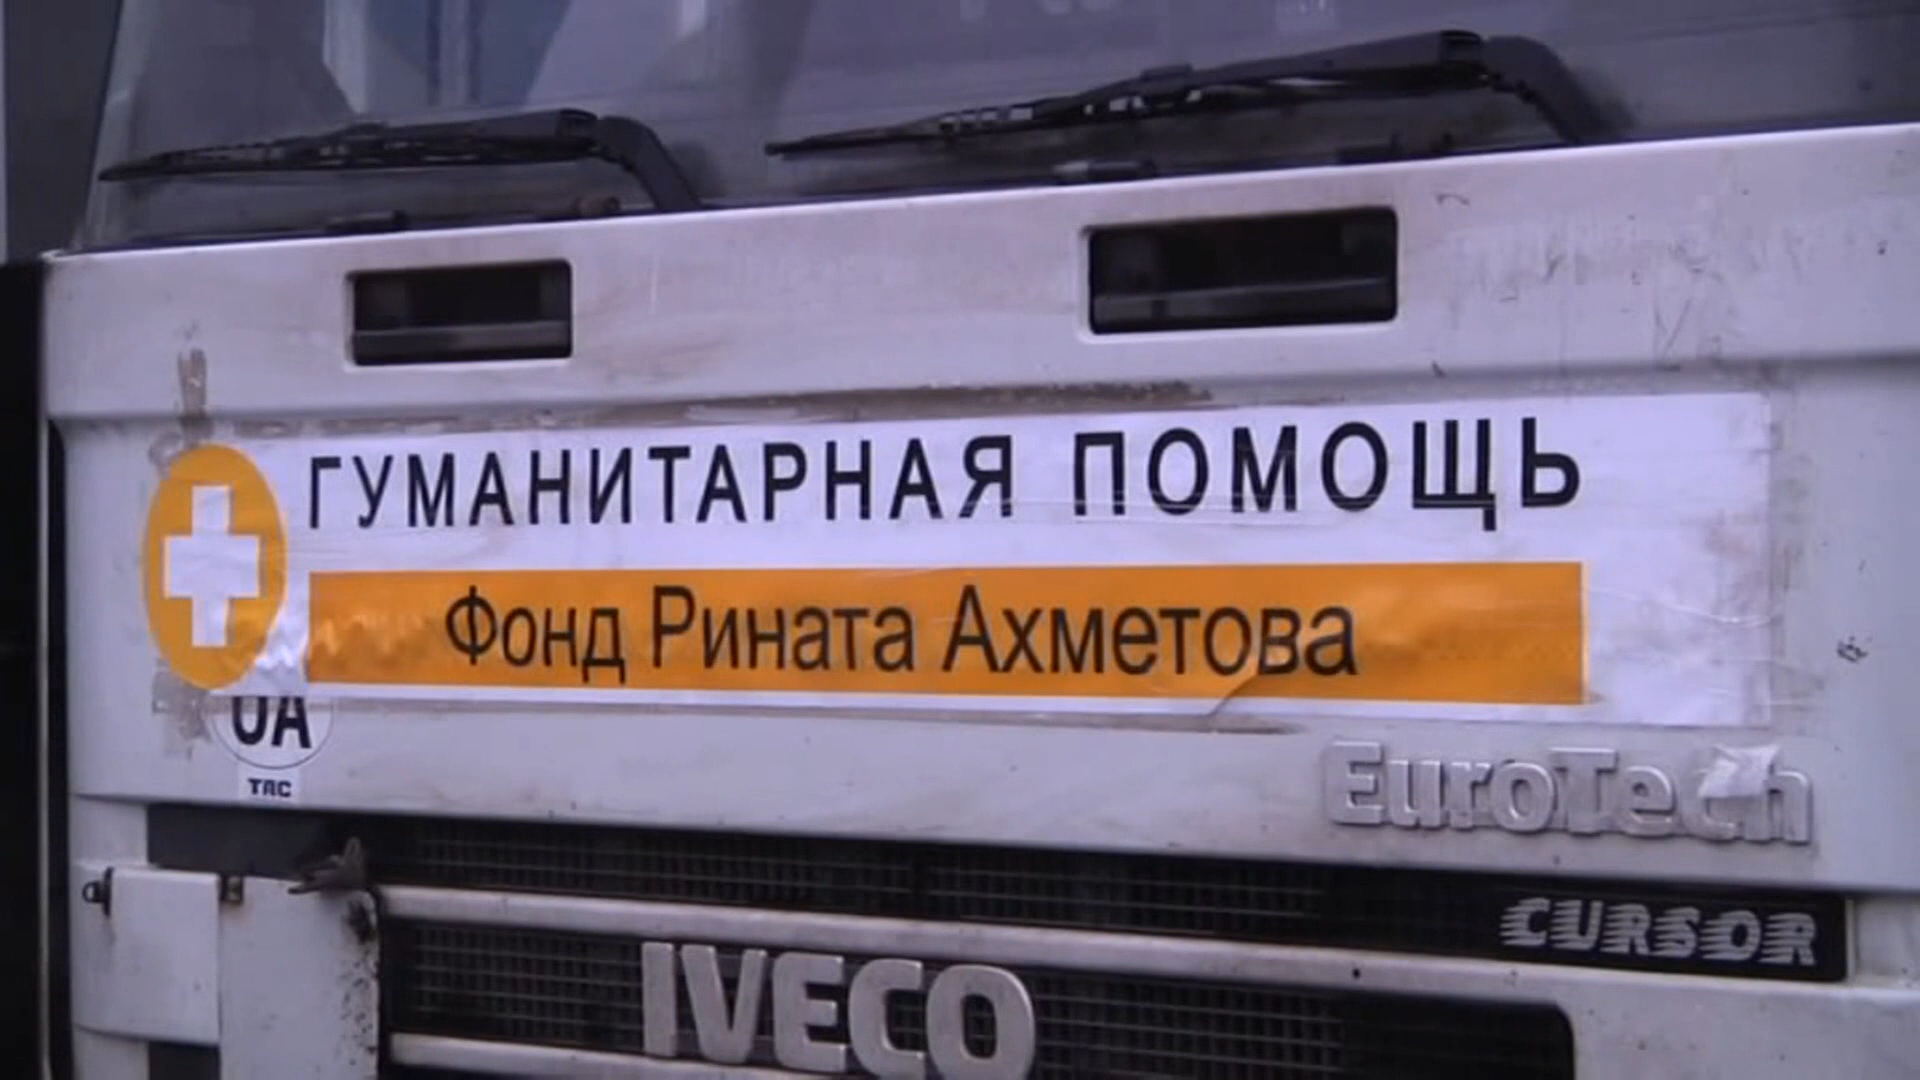 ГУМАНИТАРНАЯ ПОМОЩЬ
Фонд Рината Ахметова
UA
TAC
EuroTech
CURSOR
IVECO